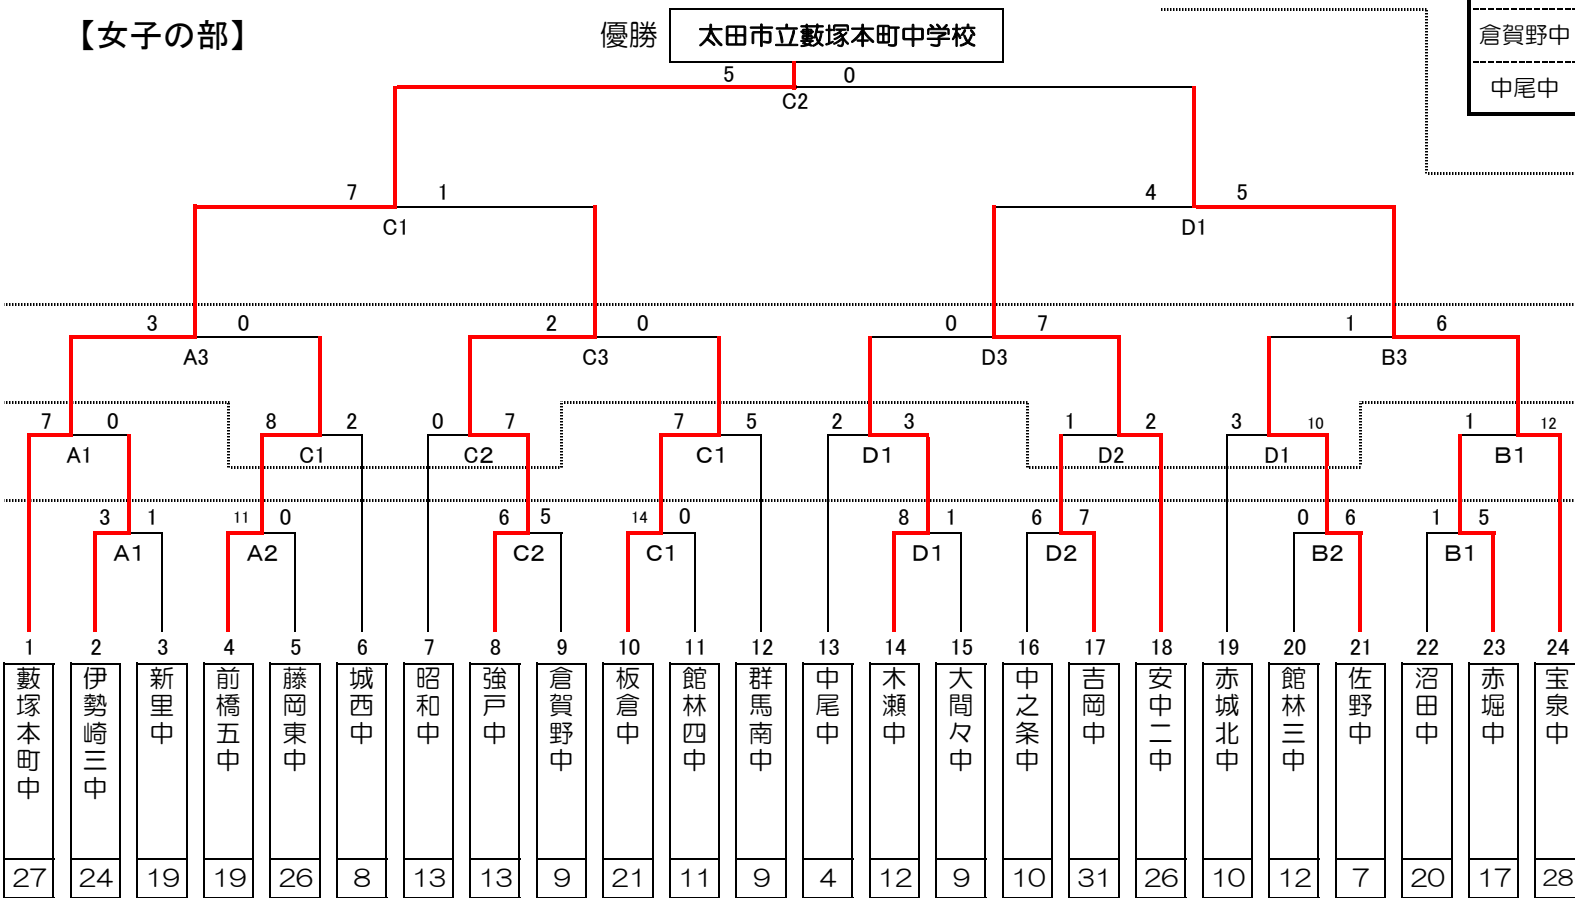 【女子の部】
優勝
太田市立藪塚本町中学校
倉賀野中
中尾中
5 0
C2
7 1
C1
4 5
D1
3 0
A3
2 0
C3
0 7
D3
1 6
B3
7 0
A1
8 2
C1
0 7
C2
7 5
C1
2 3
D1
1 2
D2
3 10
D1
1 12
B1
3 1
A1
11 0
A2
6 5
C2
14 0
C1
8 1
D1
6 7
D2
0 6
B2
1 5
B1
1 2 3 4 5 6 7 8 9 10 11 12 13 14 15 16 17 18 19 20 21 22 23 24
藪塚本町中
伊勢崎三中
新里中
前橋五中
藤岡東中
城西中
昭和中
強戸中
倉賀野中
板倉中
館林四中
群馬南中
中尾中
木瀬中
大間々中
中之条中
吉岡中
安中二中
赤城北中
館林三中
佐野中
沼田中
赤堀中
宝泉中
27 24 19 19 26 8 13 13 9 21 11 9 4 12 9 10 31 26 10 12 7 20 17 28